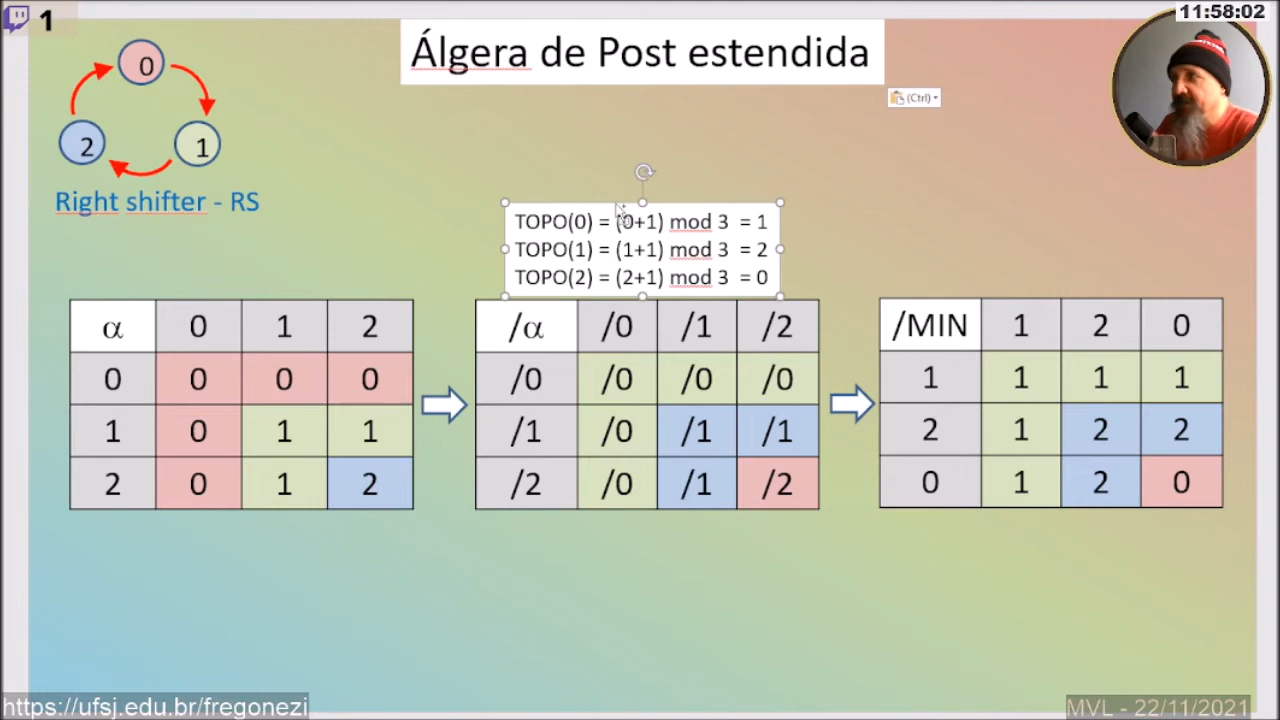 1
11:58:02
Álgera de Post estendida
(Ctrl)
0
2
1
Right shifter - RS
TOPO(0) = (0+1) mod 3 = 1
TOPO(1) = (1+1) mod 3 = 2
TOPO(2) = (2+1) mod 3 = 0
α 0 1 2
0 0 0 0
1 0 1 1
2 0 1 2
/α /0 /1 /2
/0 /0 /0 /0
/1 /0 /1 /1
/2 /0 /1 /2
/MIN 1 2 0
1 1 1 1
2 1 2 2
0 1 2 0
https://ufsj.edu.br/fregonezi
MVL - 22/11/2021